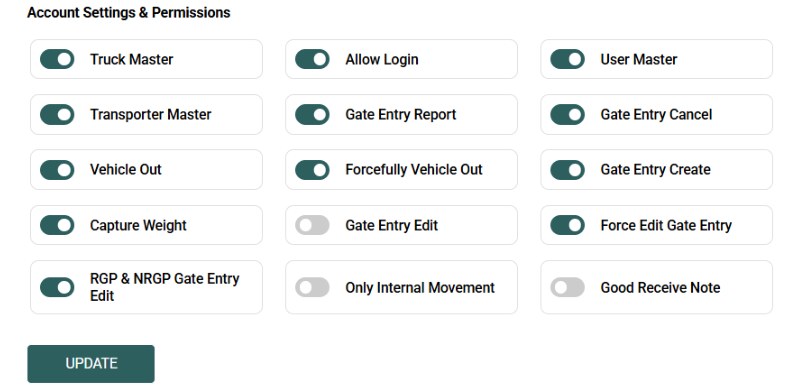 Account Settings & Permissions
Truck Master
Allow Login
User Master
Transporter Master
Gate Entry Report
Gate Entry Cancel
Vehicle Out
Forcefully Vehicle Out
Gate Entry Create
Capture Weight
Gate Entry Edit
Force Edit Gate Entry
RGP & NRGP Gate Entry
Edit
Only Internal Movement
Good Receive Note
UPDATE